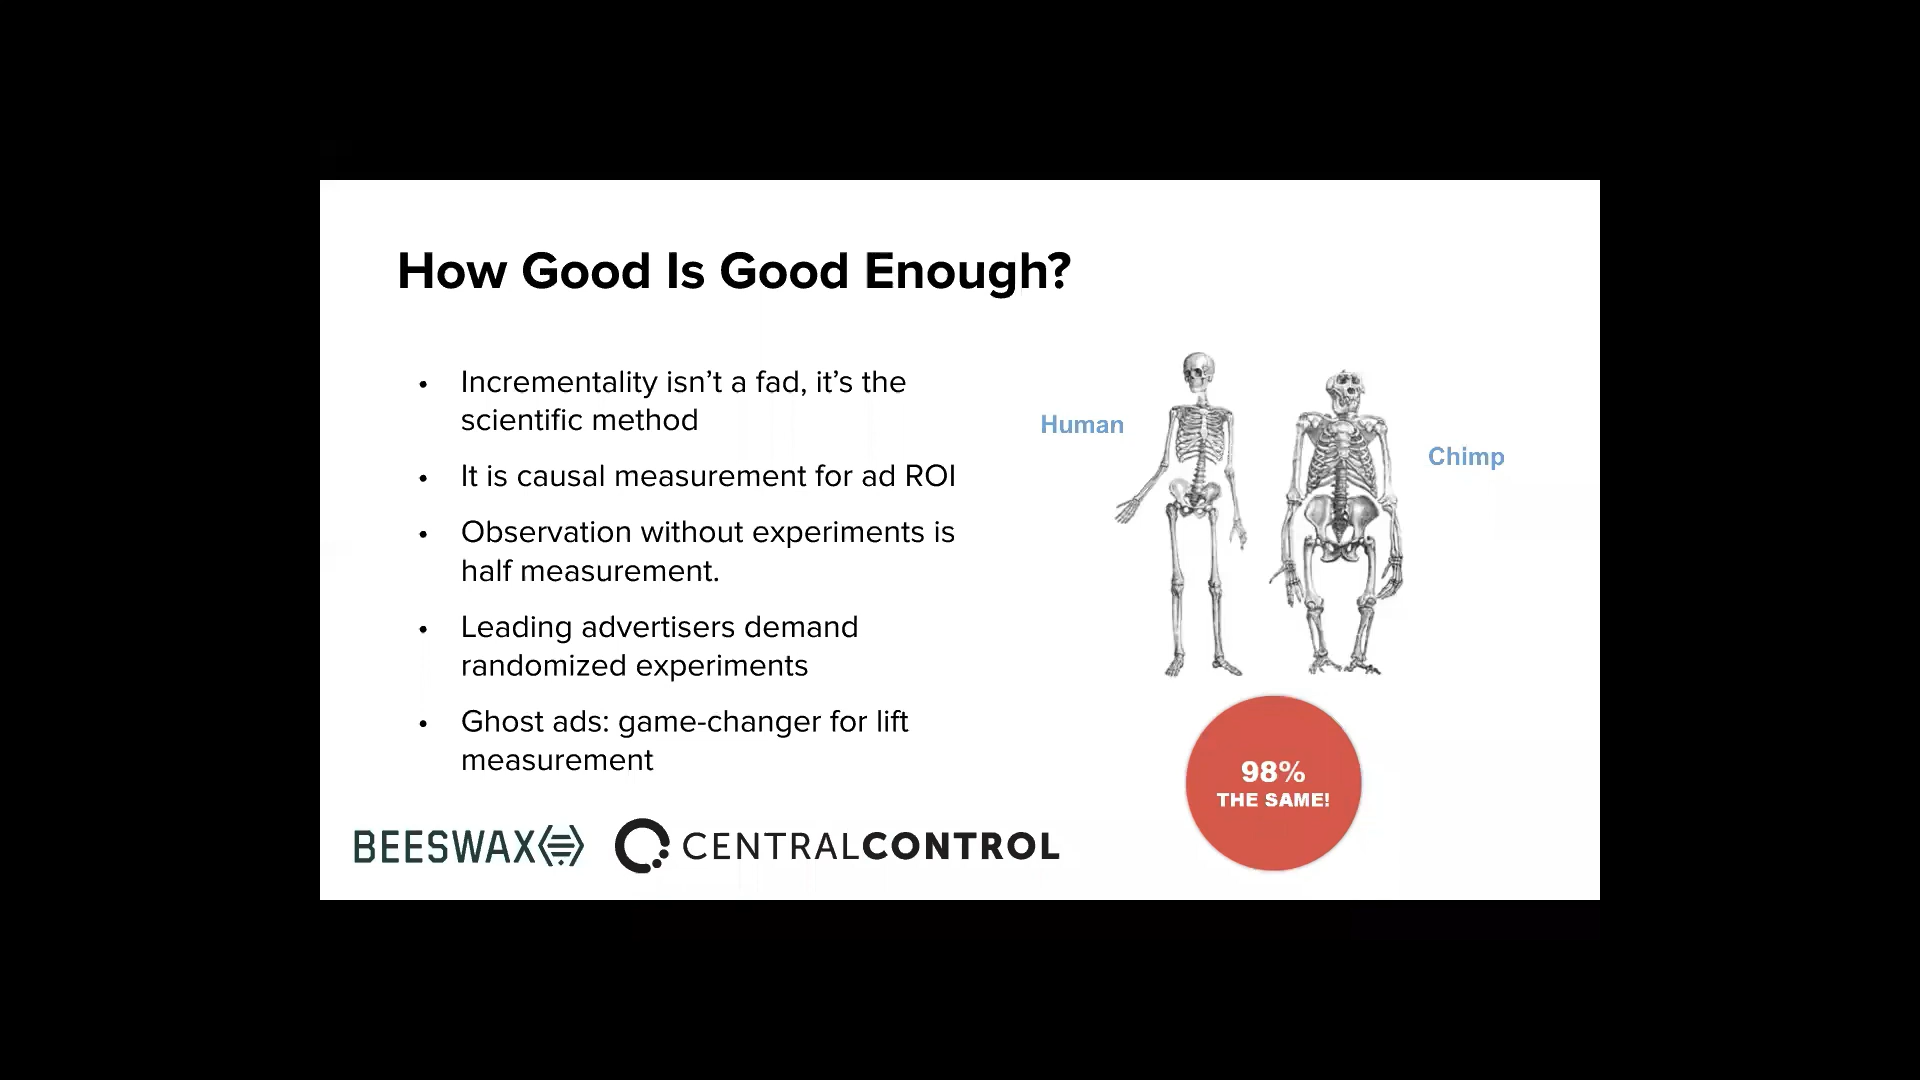 How Good Is Good Enough?
• Incrementality isn’t a fad, it’s the
scientific method
• It is causal measurement for ad ROI
• Observation without experiments is
half measurement.
• Leading advertisers demand
randomized experiments
• Ghost ads: game-changer for lift
measurement
Human
Chimp
98%
THE SAME!
BEESWAX
CENTRALCONTROL